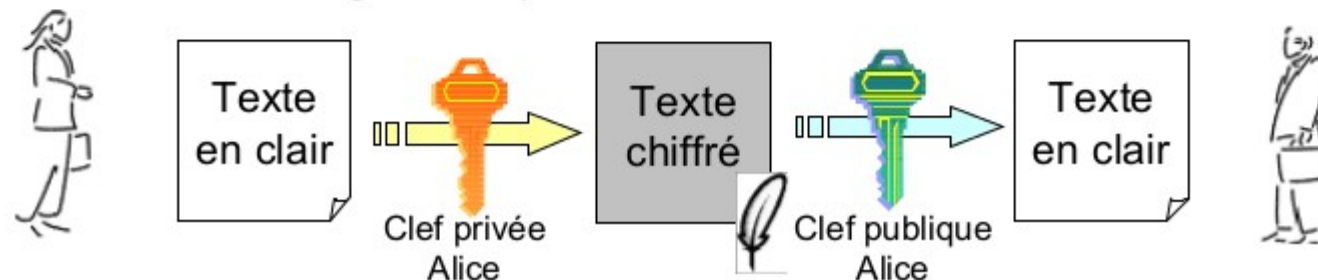 Texte
en clair
Clef privée
Alice
Texte
chiffré
Clef publique
Alice
Texte
en clair